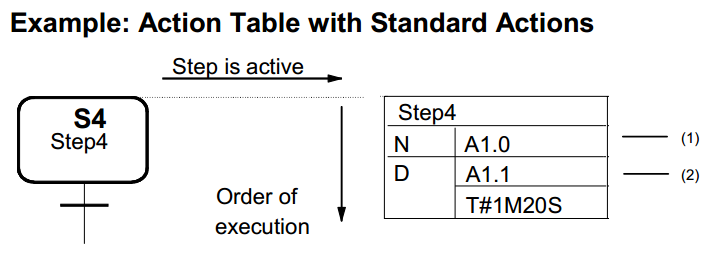 Example: Action Table with Standard Actions
Step is active
S4
Step4
Order of
execution
Step4
N A1.0
(1)
D A1.1
(2)
T#1M20S